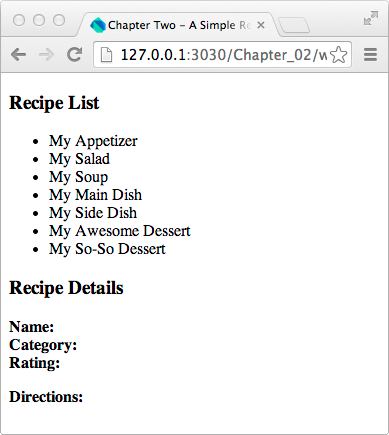 Chapter Two – A Simple Re
127.0.0.1:3030/Chapter_02/w
Recipe List
• My Appetizer
• My Salad
• My Soup
• My Main Dish
• My Side Dish
• My Awesome Dessert
• My So-So Dessert
Recipe Details
Name:
Category:
Rating:
Directions: